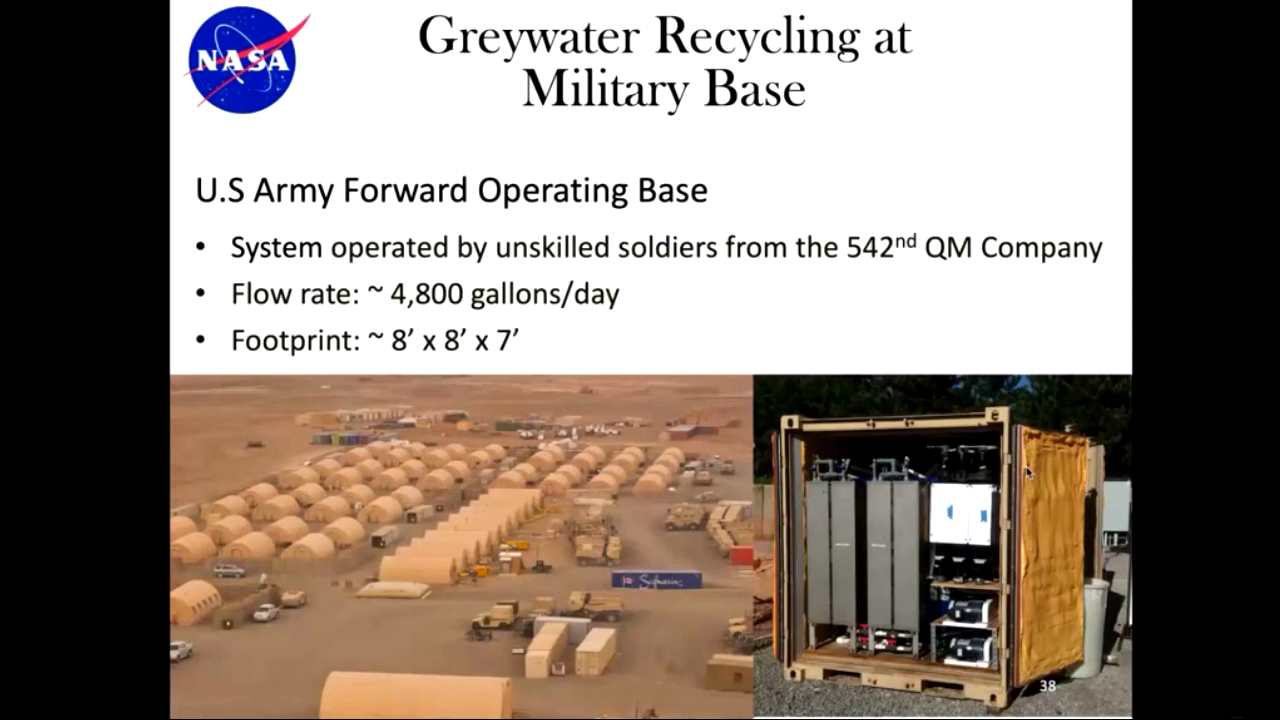 NASA
Greywater Recycling at
Military Base
U.S Army Forward Operating Base
• System operated by unskilled soldiers from the 542nd QM Company
• Flow rate: ~ 4,800 gallons/day
• Footprint: ~ 8’ x 8’ x 7’
38